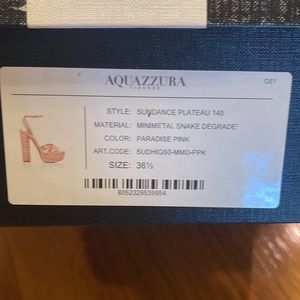 AQUAZZURA
FIRENZE
GST
STYLE: SUNDANCE PLATEAU 140
MATERIAL: MINIMETAL SNAKE DEGRADE'
COLOR: PARADISE PINK
ART.CODE: SUDHIGS0-MMD-PPK
SIZE: 36½
8052329539954